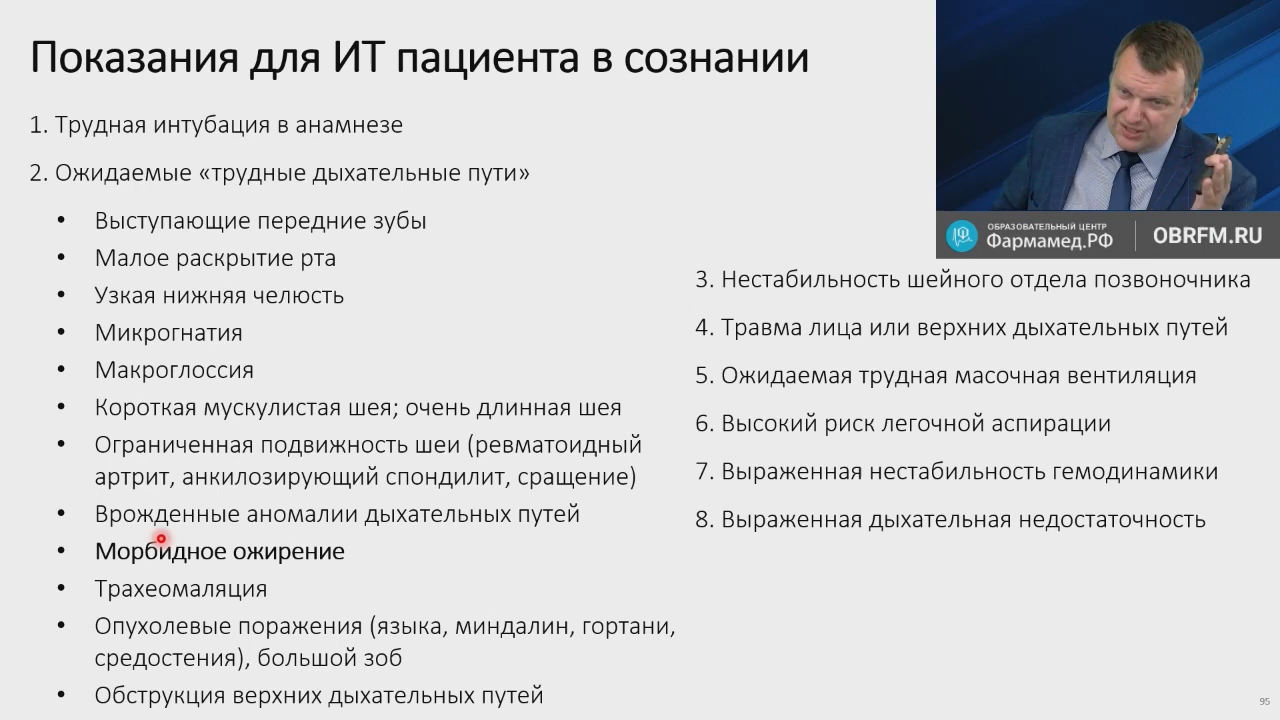 Показания для ИТ пациента в сознании
1. Трудная интубация в анамнезе
2. Ожидаемые «трудные дыхательные пути»
• Выступающие передние зубы
• Малое раскрытие рта
• Узкая нижняя челюсть
• Микрогнатия
• Макроглоссия
• Короткая мускулистая шея; очень длинная шея
• Ограниченная подвижность шеи (ревматоидный
артрит, анкилозирующий спондилит, сращение)
• Врожденные аномалии дыхательных путей
• Морбидное ожирение
• Трахеомаляция
• Опухолевые поражения (языка, миндалин, гортани,
средостения), большой зоб
• Обструкция верхних дыхательных путей
ОБРАЗОВАТЕЛЬНЫЙ ЦЕНТР
Фармамед.РФ
OBRFM.RU
3. Нестабильность шейного отдела позвоночника
4. Травма лица или верхних дыхательных путей
5. Ожидаемая трудная масочная вентиляция
6. Высокий риск легочной аспирации
7. Выраженная нестабильность гемодинамики
8. Выраженная дыхательная недостаточность
95